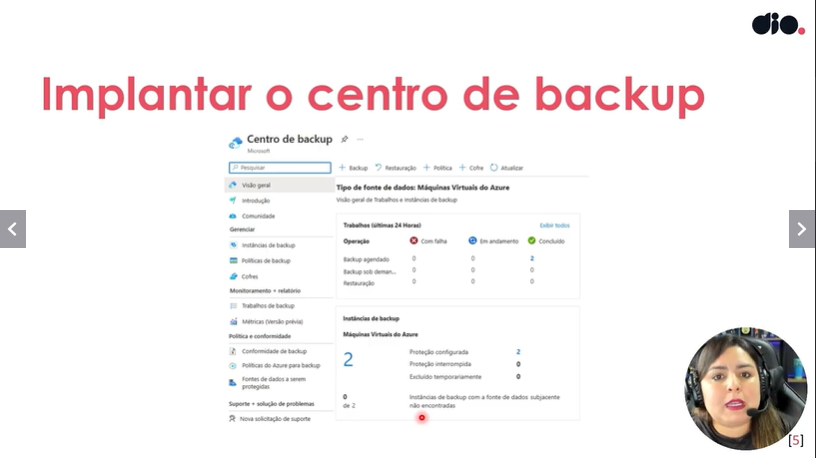 dio.
Implantar o centro de backup
Centro de backup
Microsoft
Pesquisar
+ Backup Restauração + Política + Cofre Atualizar
Visão geral
Introdução
Comunidade
Gerenciar
Instâncias de backup
Políticas de backup
Cofres
Monitoramento + relatório
Trabalhos de backup
Métricas (Versão prévia)
Política e conformidade
Conformidade de backup
Políticas do Azure para backup
Fontes de dados a serem
protegidas
Suporte + solução de problemas
Nova solicitação de suporte
Tipo de fonte de dados: Máquinas Virtuais do Azure
Visão geral de Trabalhos e Instâncias de backup
Trabalhos (últimas 24 Horas) Exibir todos
Operação Com falha Em andamento Concluído
Backup agendado 0 0 2
Backup sob deman... 0 0 0
Restauração 0 0 0
Instâncias de backup
Máquinas Virtuais do Azure
2
Proteção configurada 2
Proteção interrompida 0
Excluído temporariamente 0
0
de 2
Instâncias de backup com a fonte de dados subjacente
não encontradas
[5]